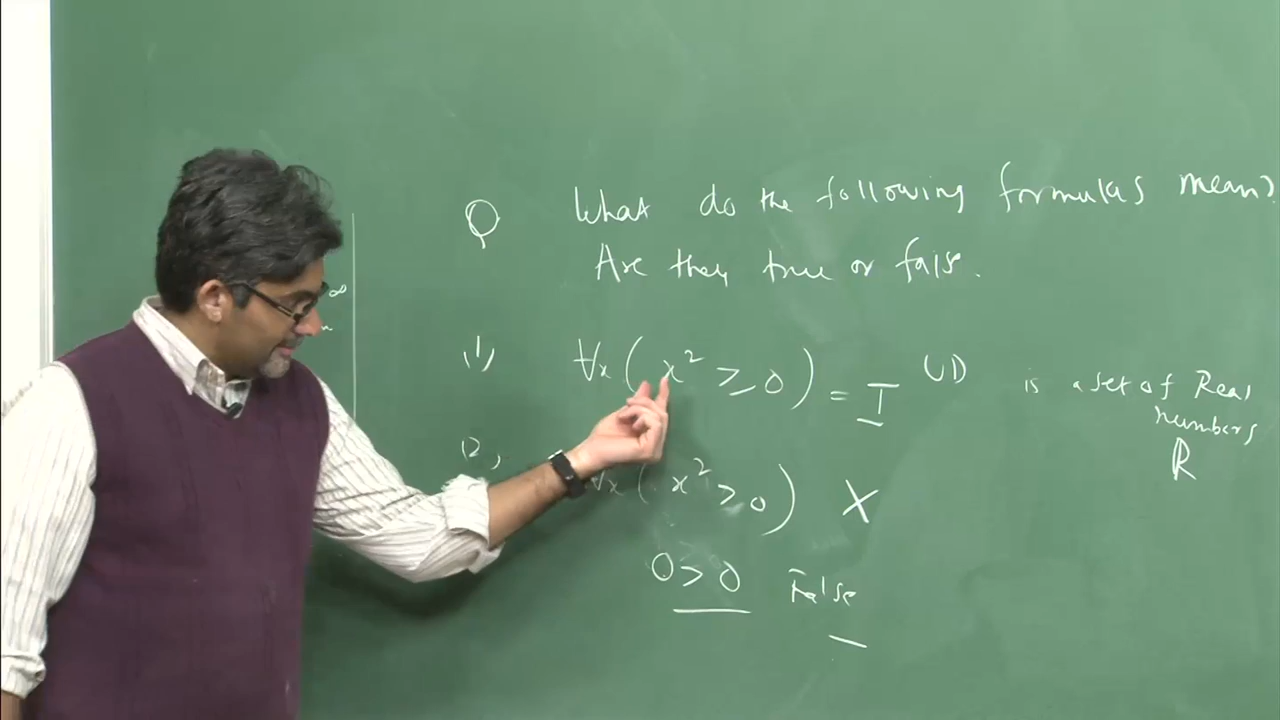 Q What do the following formulas mean?
Are they true or false.
(1) ∀x (x² ≥ 0) = T UD is a set of Real
numbers
ℝ
(2) ∀x (x² > 0) X
0 > 0 False
∞